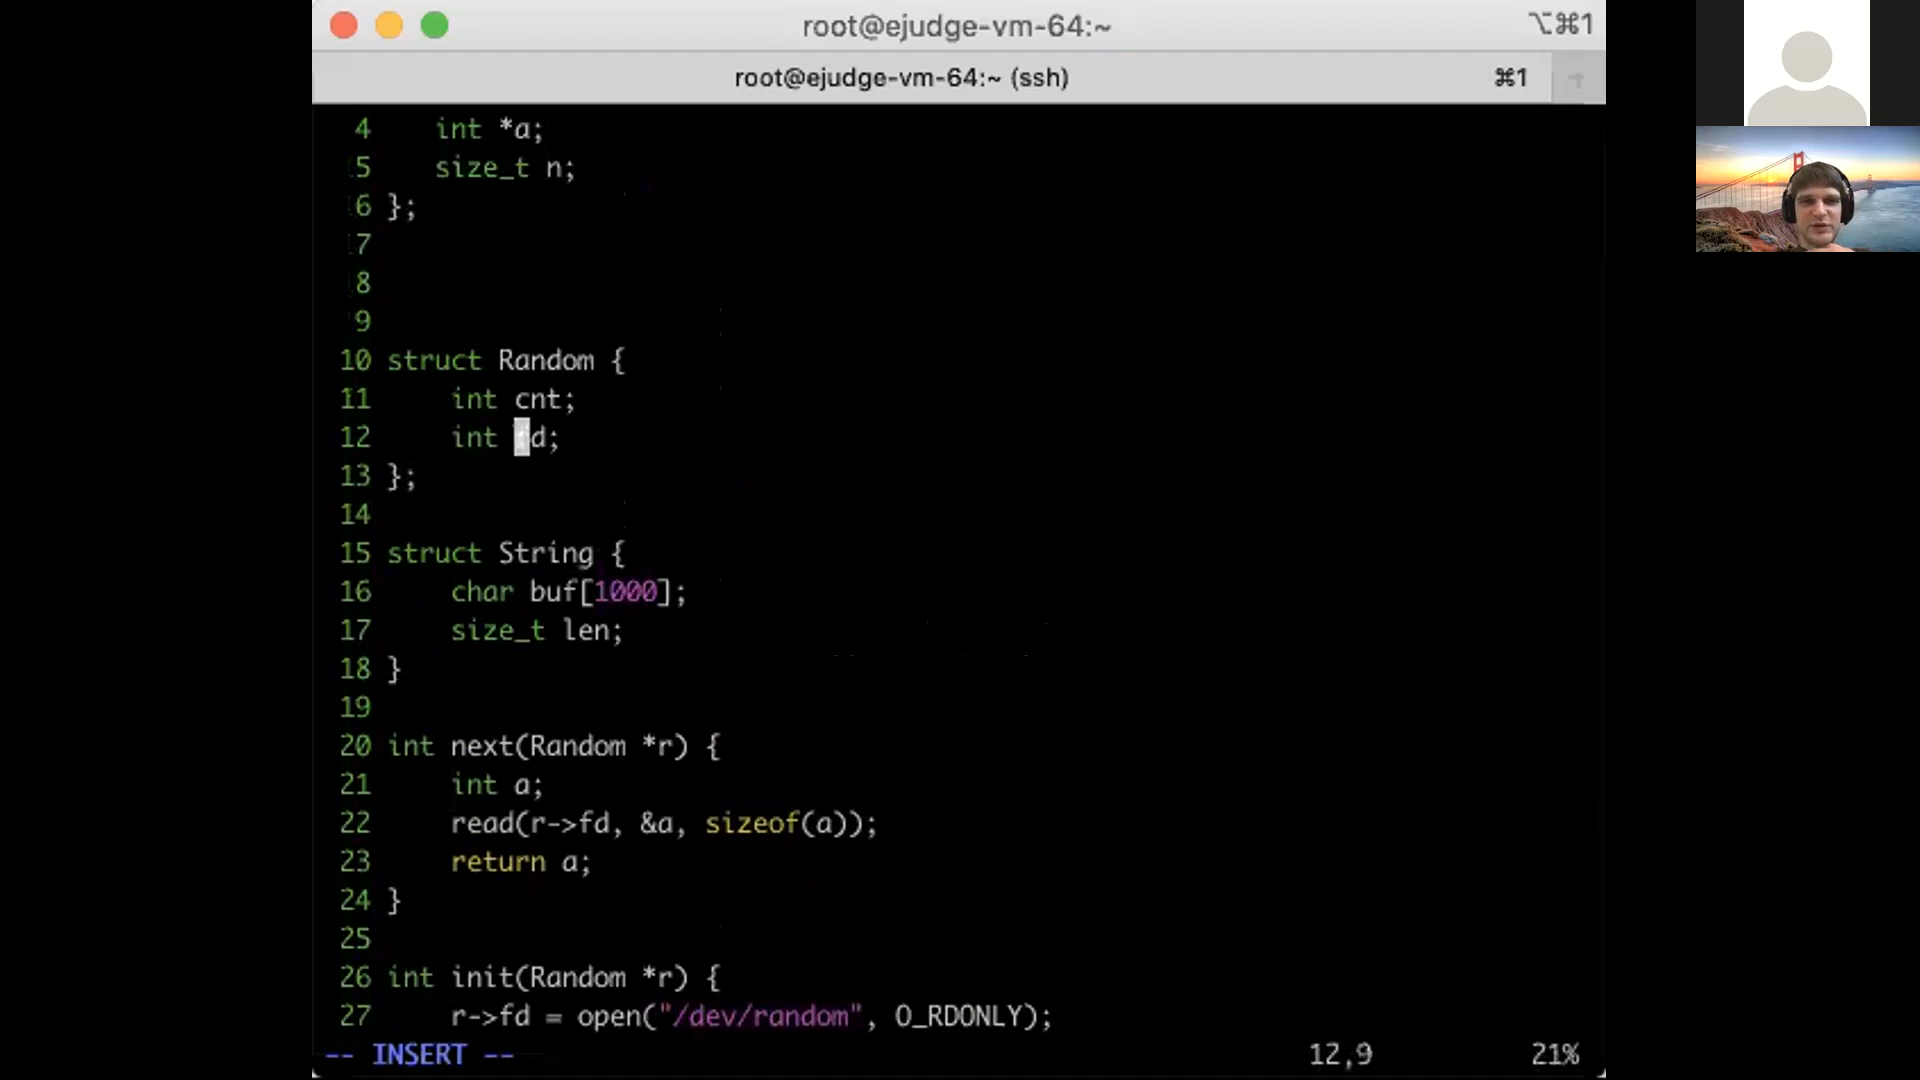 root@ejudge-vm-64:~
⌥⌘1
root@ejudge-vm-64:~ (ssh)
⌘1
4 int *a;
5 size_t n;
6 };
7
8
9
10 struct Random {
11 int cnt;
12 int fd;
13 };
14
15 struct String {
16 char buf[1000];
17 size_t len;
18 }
19
20 int next(Random *r) {
21 int a;
22 read(r->fd, &a, sizeof(a));
23 return a;
24 }
25
26 int init(Random *r) {
27 r->fd = open("/dev/random", O_RDONLY);
-- INSERT --
12,9
21%